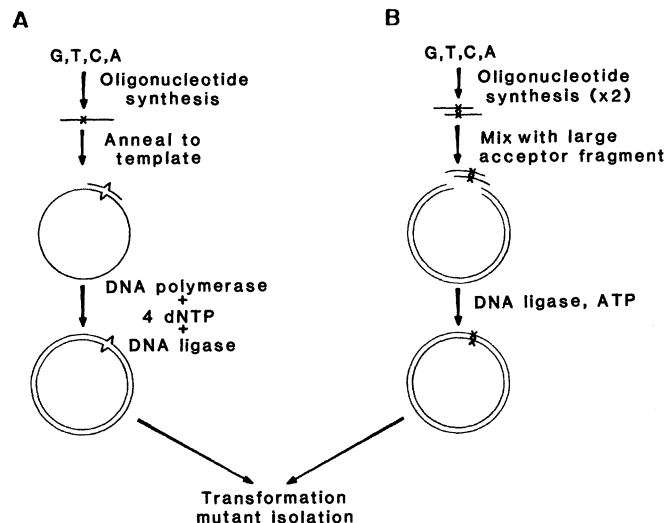 A
G,T,C,A
Oligonucleotide
synthesis
Anneal to
template
DNA polymerase
+
4 dNTP
+
DNA ligase
B
G,T,C,A
Oligonucleotide
synthesis (x2)
Mix with large
acceptor fragment
DNA ligase, ATP
Transformation
mutant isolation